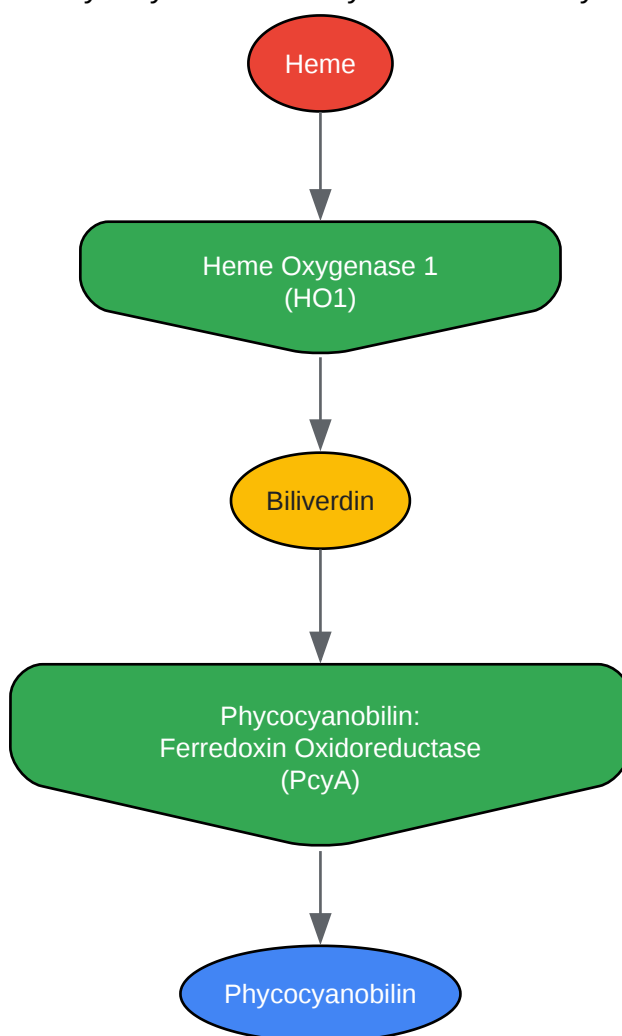 Heme
Heme Oxygenase 1
(HO1)
Biliverdin
Phycocyanobilin:
Ferredoxin Oxidoreductase
(PcyA)
Phycocyanobilin